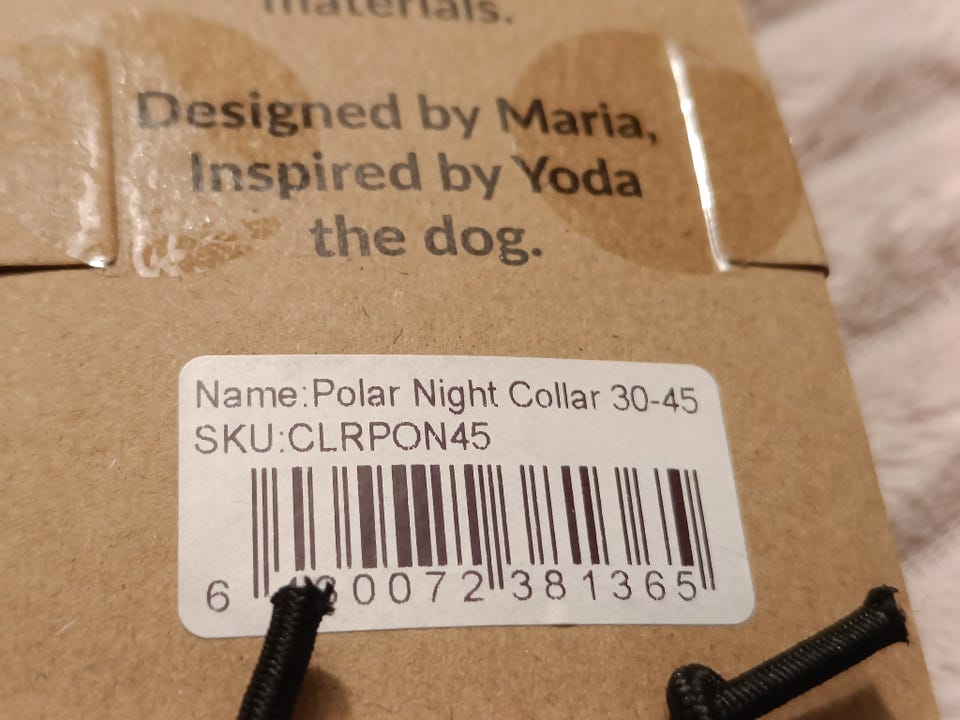 materials.
Designed by Maria,
Inspired by Yoda
the dog.
Name:Polar Night Collar 30-45
SKU:CLRPON45
6 430072 381365